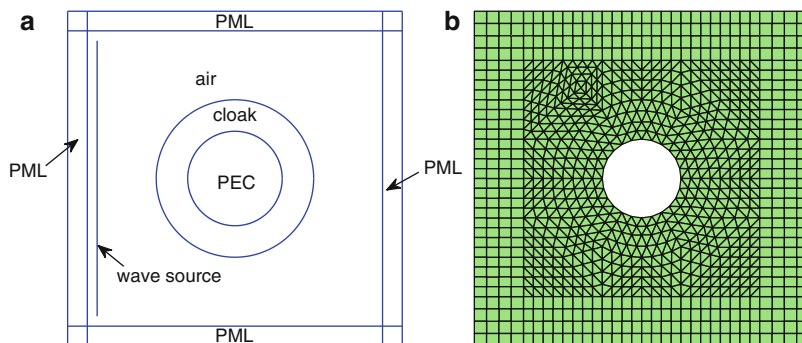 a
PML
air
cloak
PML
PEC
PML
wave source
PML
b